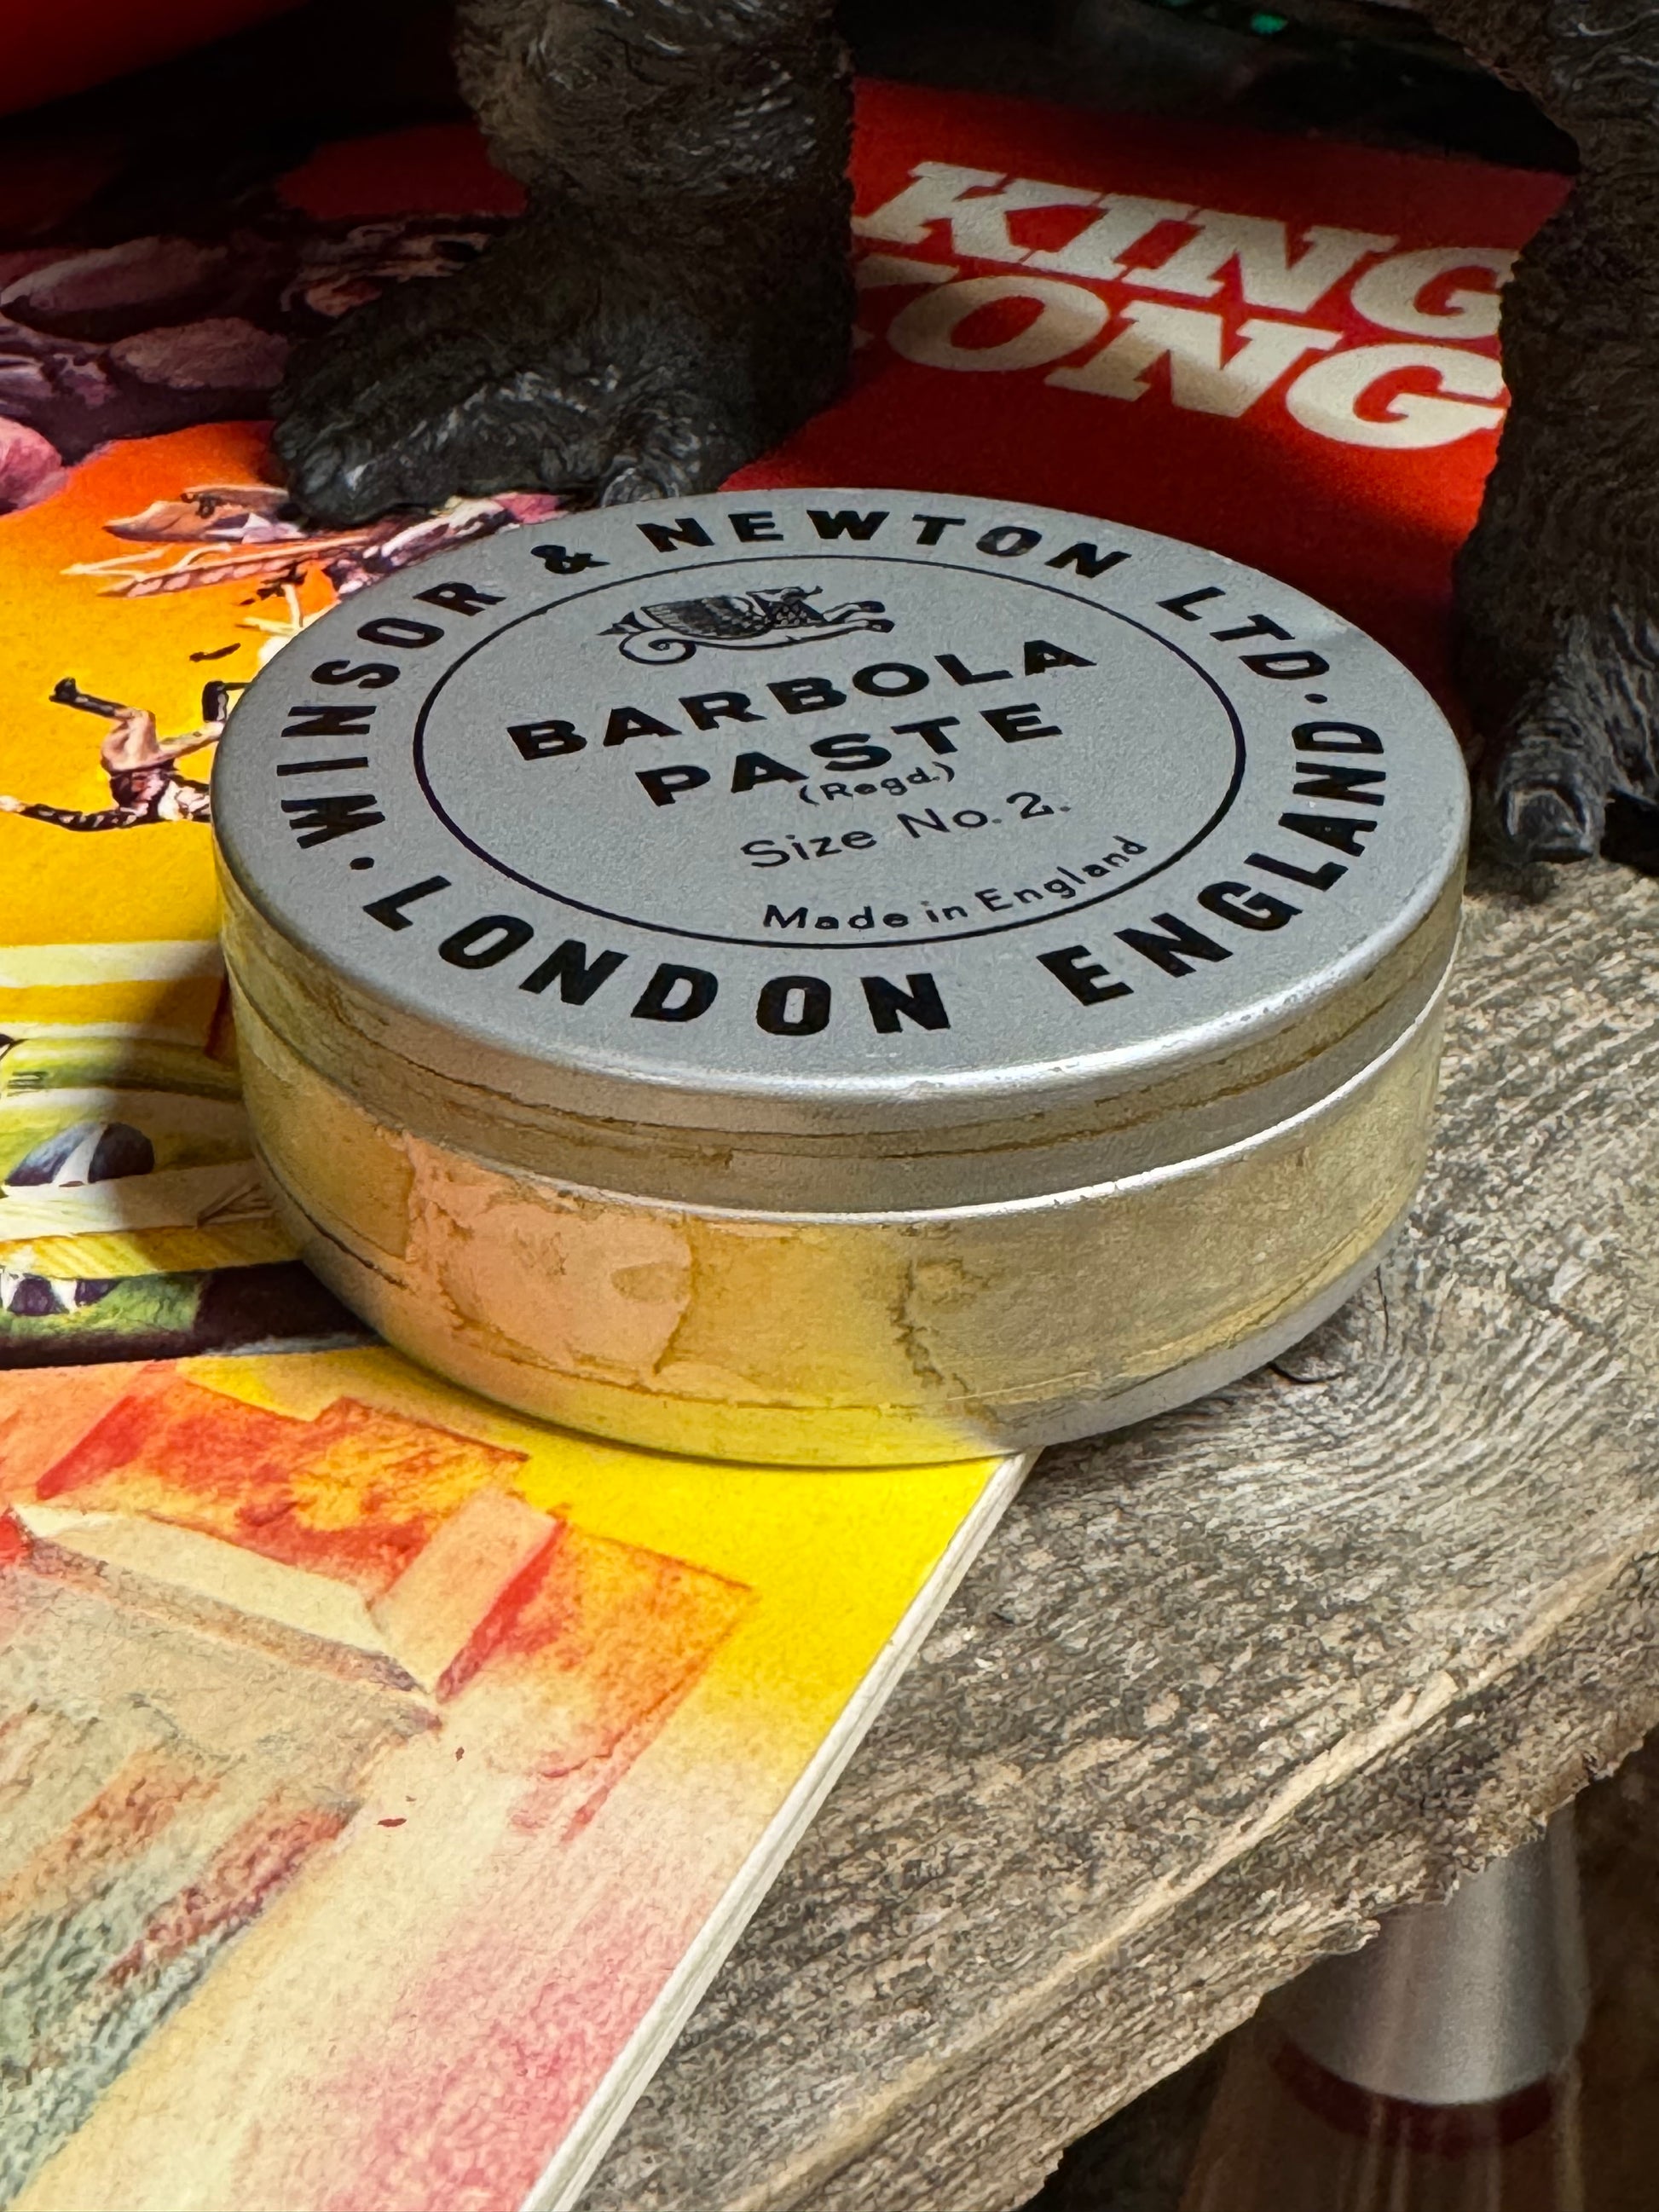 KING
KONG
WINSOR & NEWTON LTD.
BARBOLA
PASTE
(Regd.)
Size No. 2.
Made in England
· LONDON ENGLAND ·